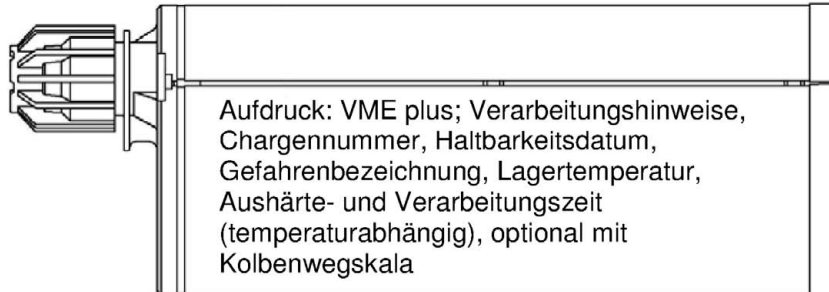 Aufdruck: VME plus; Verarbeitungshinweise,
Chargennummer, Haltbarkeitsdatum,
Gefahrenbezeichnung, Lagertemperatur,
Aushärte- und Verarbeitungszeit
(temperaturabhängig), optional mit
Kolbenwegskala